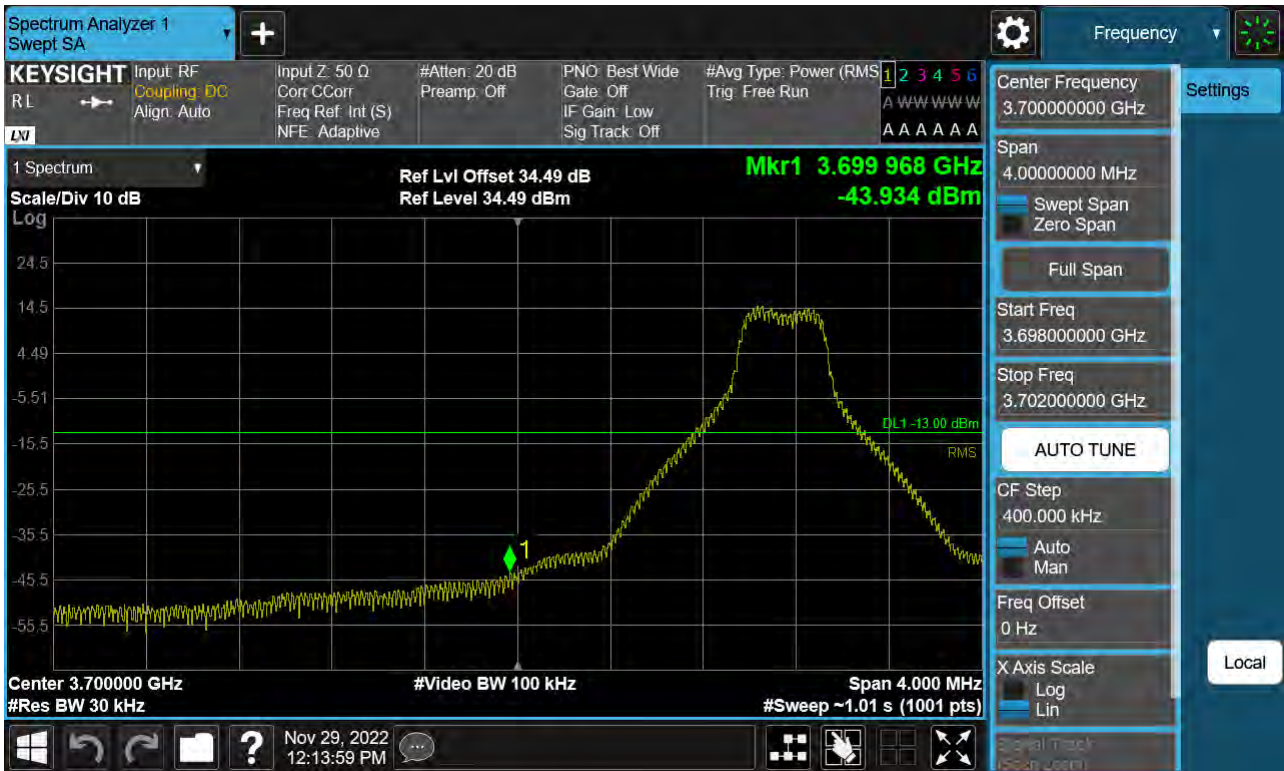 Spectrum Analyzer 1
Swept SA
+
Frequency
KEYSIGHT
R L
LXI
Input: RF
Coupling: DC
Align: Auto
Input Z: 50 Ω
Corr CCorr
Freq Ref: Int (S)
NFE: Adaptive
#Atten: 20 dB
Preamp: Off
PNO: Best Wide
Gate: Off
IF Gain: Low
Sig Track: Off
#Avg Type: Power (RMS
Trig: Free Run
1 2 3 4 5 6
A W W W W W
A A A A A A
1 Spectrum
Scale/Div 10 dB
Log
Ref Lvl Offset 34.49 dB
Ref Level 34.49 dBm
Mkr1 3.699 968 GHz
-43.934 dBm
24.5
14.5
4.49
-5.51
-15.5
-25.5
-35.5
-45.5
-55.5
DL1 -13.00 dBm
RMS
1
Center 3.700000 GHz
#Res BW 30 kHz
#Video BW 100 kHz
Span 4.000 MHz
#Sweep ~1.01 s (1001 pts)
Center Frequency
3.700000000 GHz
Settings
Span
4.00000000 MHz
Swept Span
Zero Span
Full Span
Start Freq
3.698000000 GHz
Stop Freq
3.702000000 GHz
AUTO TUNE
CF Step
400.000 kHz
Auto
Man
Freq Offset
0 Hz
X Axis Scale
Log
Lin
Local
Signal Track
(Span Zoom)
?
Nov 29, 2022
12:13:59 PM